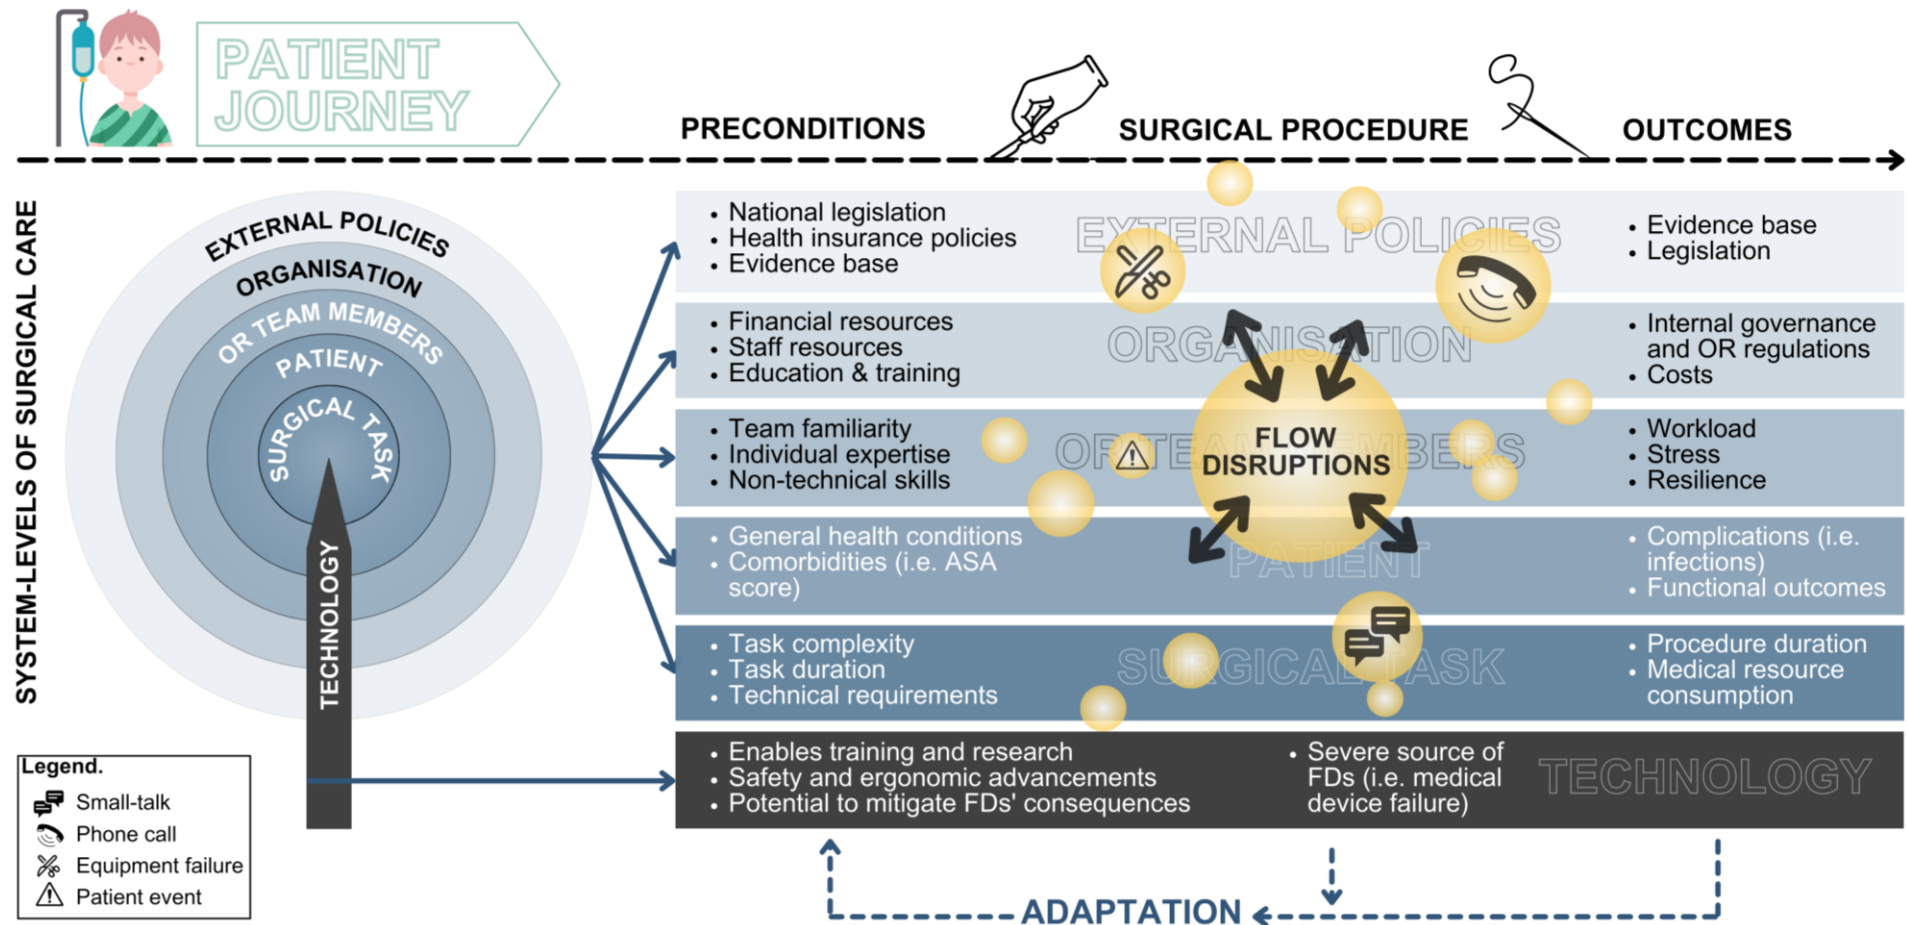 PATIENT
JOURNEY
PRECONDITIONS
SURGICAL PROCEDURE
OUTCOMES
SYSTEM-LEVELS OF SURGICAL CARE
EXTERNAL POLICIES
ORGANISATION
OR TEAM MEMBERS
PATIENT
SURGICAL TASK
TECHNOLOGY
• National legislation
• Health insurance policies
• Evidence base
EXTERNAL POLICIES
• Evidence base
• Legislation
• Financial resources
• Staff resources
• Education & training
ORGANISATION
• Internal governance
and OR regulations
• Costs
• Team familiarity
• Individual expertise
• Non-technical skills
OR TEAM MEMBERS
FLOW
DISRUPTIONS
• Workload
• Stress
• Resilience
• General health conditions
• Comorbidities (i.e. ASA
score)
PATIENT
• Complications (i.e.
infections)
• Functional outcomes
• Task complexity
• Task duration
• Technical requirements
SURGICAL TASK
• Procedure duration
• Medical resource
consumption
• Enables training and research
• Safety and ergonomic advancements
• Potential to mitigate FDs' consequences
• Severe source of
FDs (i.e. medical
device failure)
TECHNOLOGY
Legend.
Small-talk
Phone call
Equipment failure
Patient event
ADAPTATION